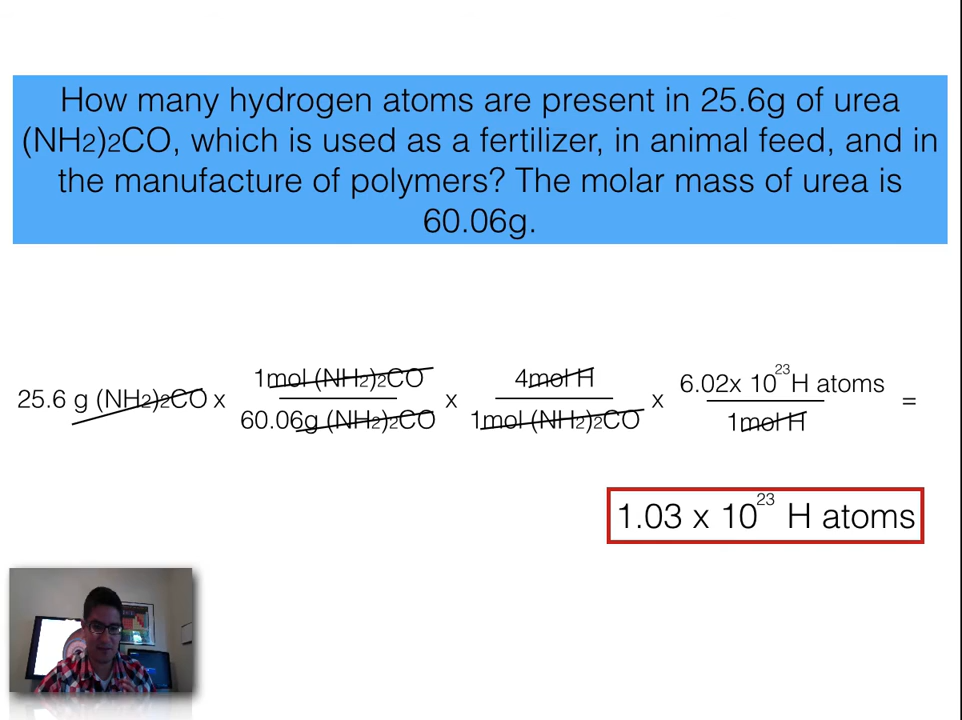 How many hydrogen atoms are present in 25.6g of urea
(NH2)2CO, which is used as a fertilizer, in animal feed, and in
the manufacture of polymers? The molar mass of urea is
60.06g.
25.6 g (NH2)2CO x 1mol (NH2)2CO / 60.06g (NH2)2CO x 4mol H / 1mol (NH2)2CO x 6.02x 10^23 H atoms / 1mol H =
1.03 x 10^23 H atoms